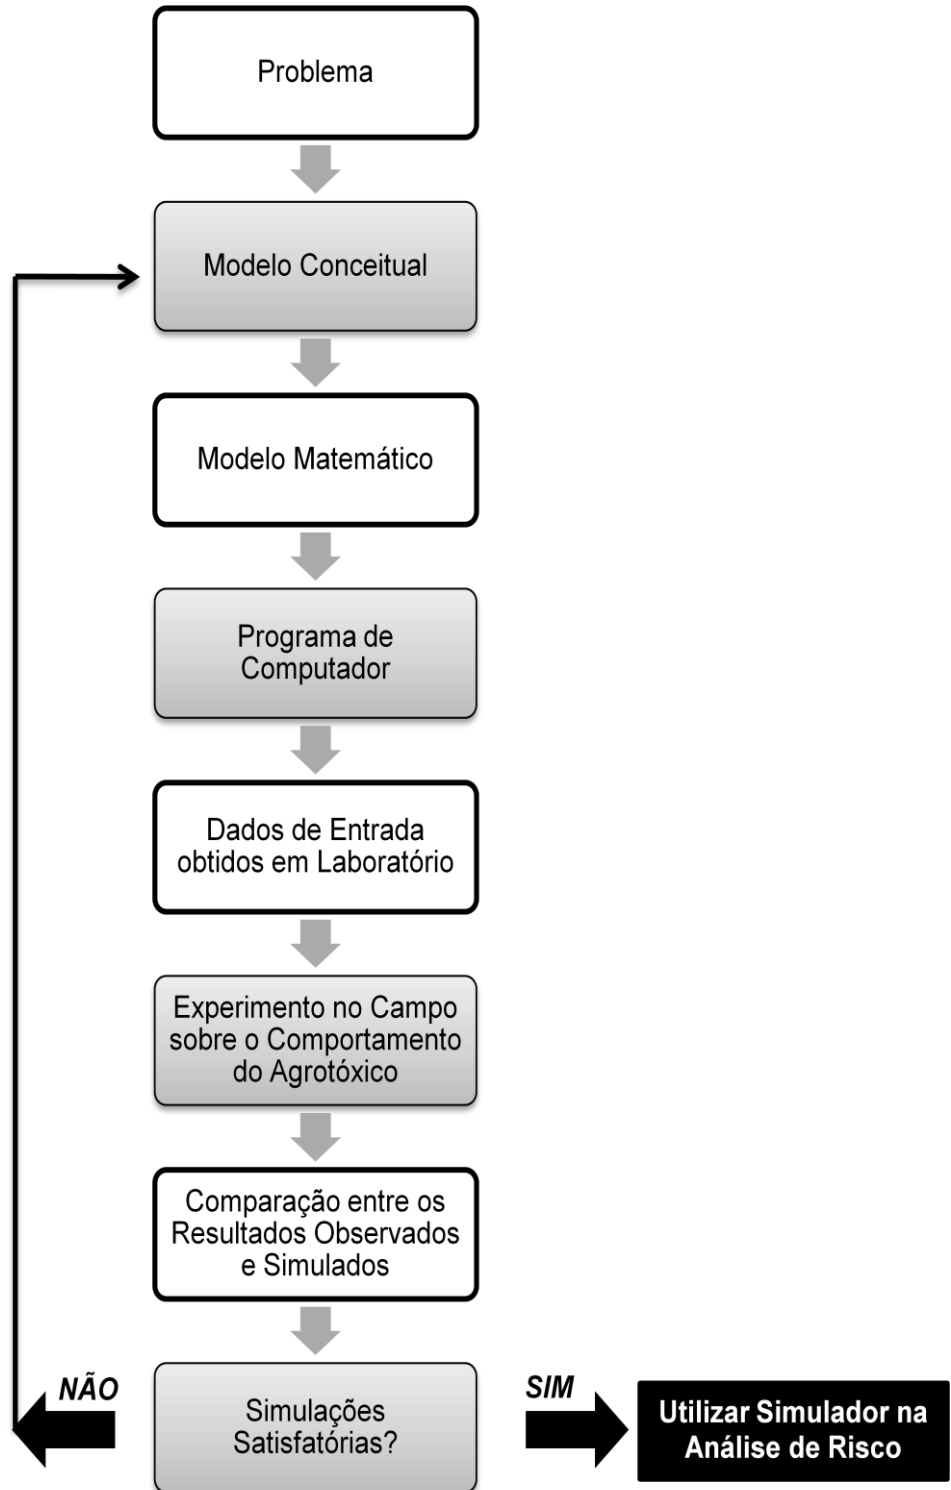 Problema
Modelo Conceitual
Modelo Matemático
Programa de
Computador
Dados de Entrada
obtidos em Laboratório
Experimento no Campo
sobre o Comportamento
do Agrotóxico
Comparação entre os
Resultados Observados
e Simulados
NÃO
Simulações
Satisfatórias?
SIM
Utilizar Simulador na
Análise de Risco